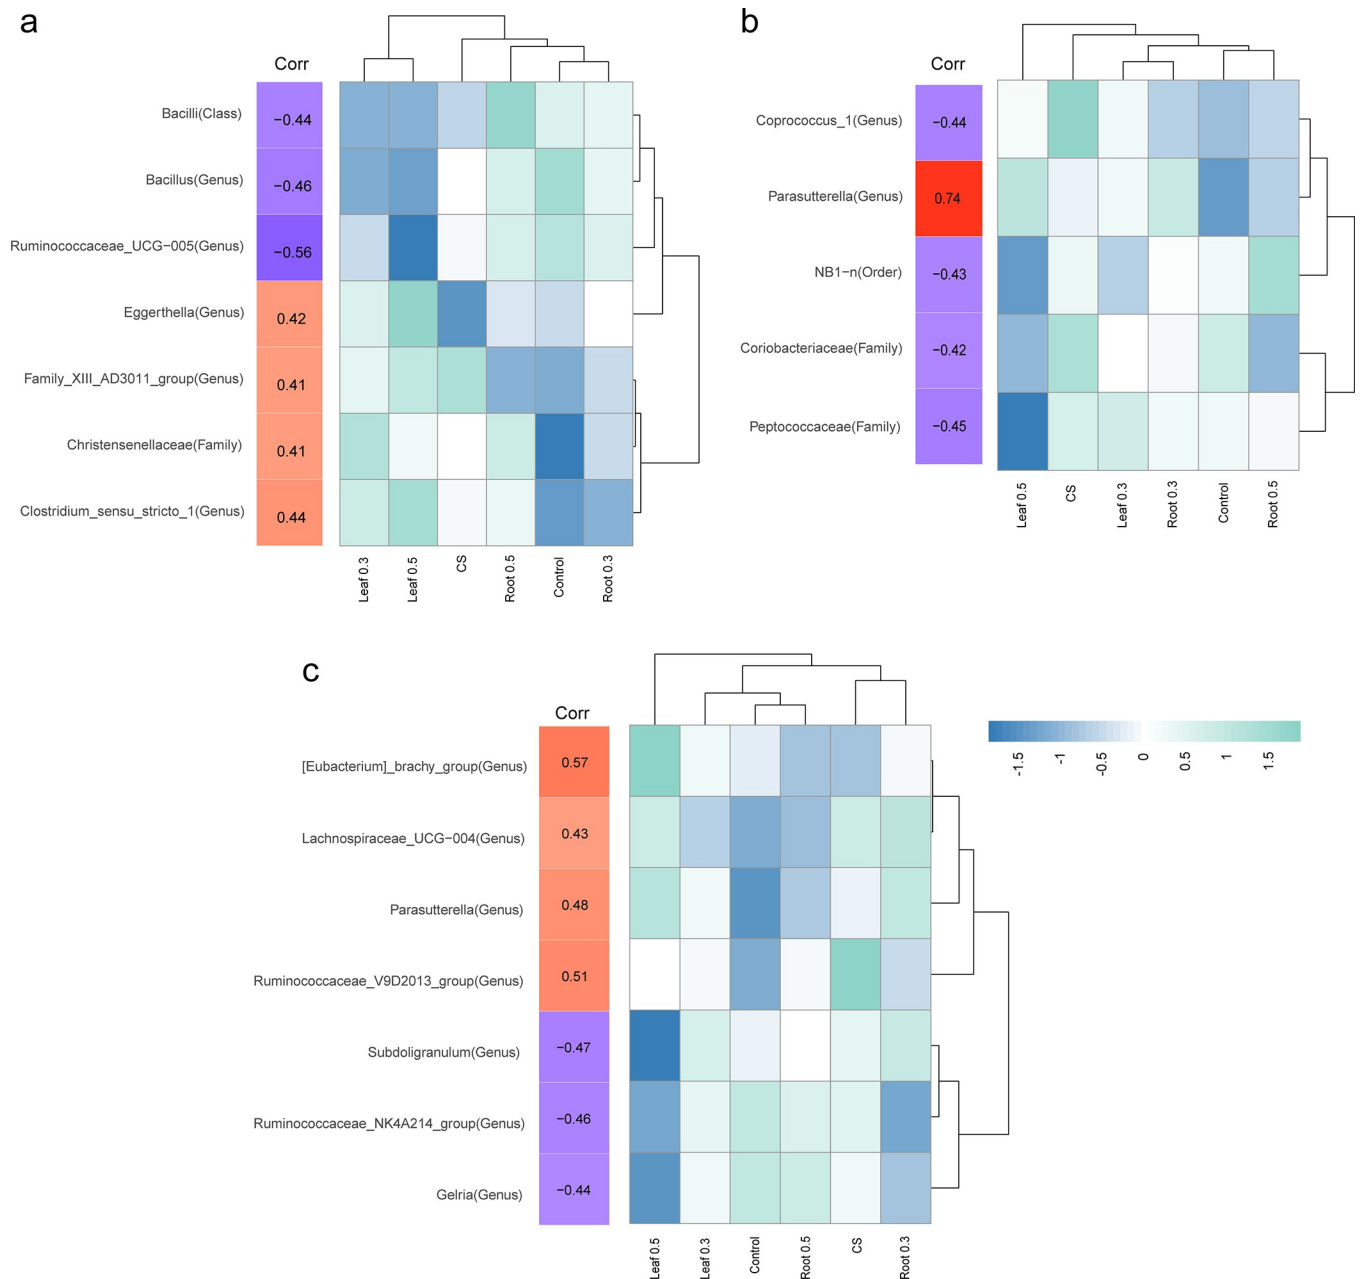 a
Corr
Bacilli(Class)
−0.44
Bacillus(Genus)
−0.46
Ruminococcaceae_UCG−005(Genus)
−0.56
Eggerthella(Genus)
0.42
Family_XIII_AD3011_group(Genus)
0.41
Christensenellaceae(Family)
0.41
Clostridium_sensu_stricto_1(Genus)
0.44
Leaf 0.3
Leaf 0.5
CS
Root 0.5
Control
Root 0.3
b
Corr
Coprococcus_1(Genus)
−0.44
Parasutterella(Genus)
0.74
NB1−n(Order)
−0.43
Coriobacteriaceae(Family)
−0.42
Peptococcaceae(Family)
−0.45
Leaf 0.5
CS
Leaf 0.3
Root 0.3
Control
Root 0.5
c
Corr
[Eubacterium]_brachy_group(Genus)
0.57
Lachnospiraceae_UCG−004(Genus)
0.43
Parasutterella(Genus)
0.48
Ruminococcaceae_V9D2013_group(Genus)
0.51
Subdoligranulum(Genus)
−0.47
Ruminococcaceae_NK4A214_group(Genus)
−0.46
Gelria(Genus)
−0.44
Leaf 0.5
Leaf 0.3
Control
Root 0.5
CS
Root 0.3
-1.5
-1
-0.5
0
0.5
1
1.5